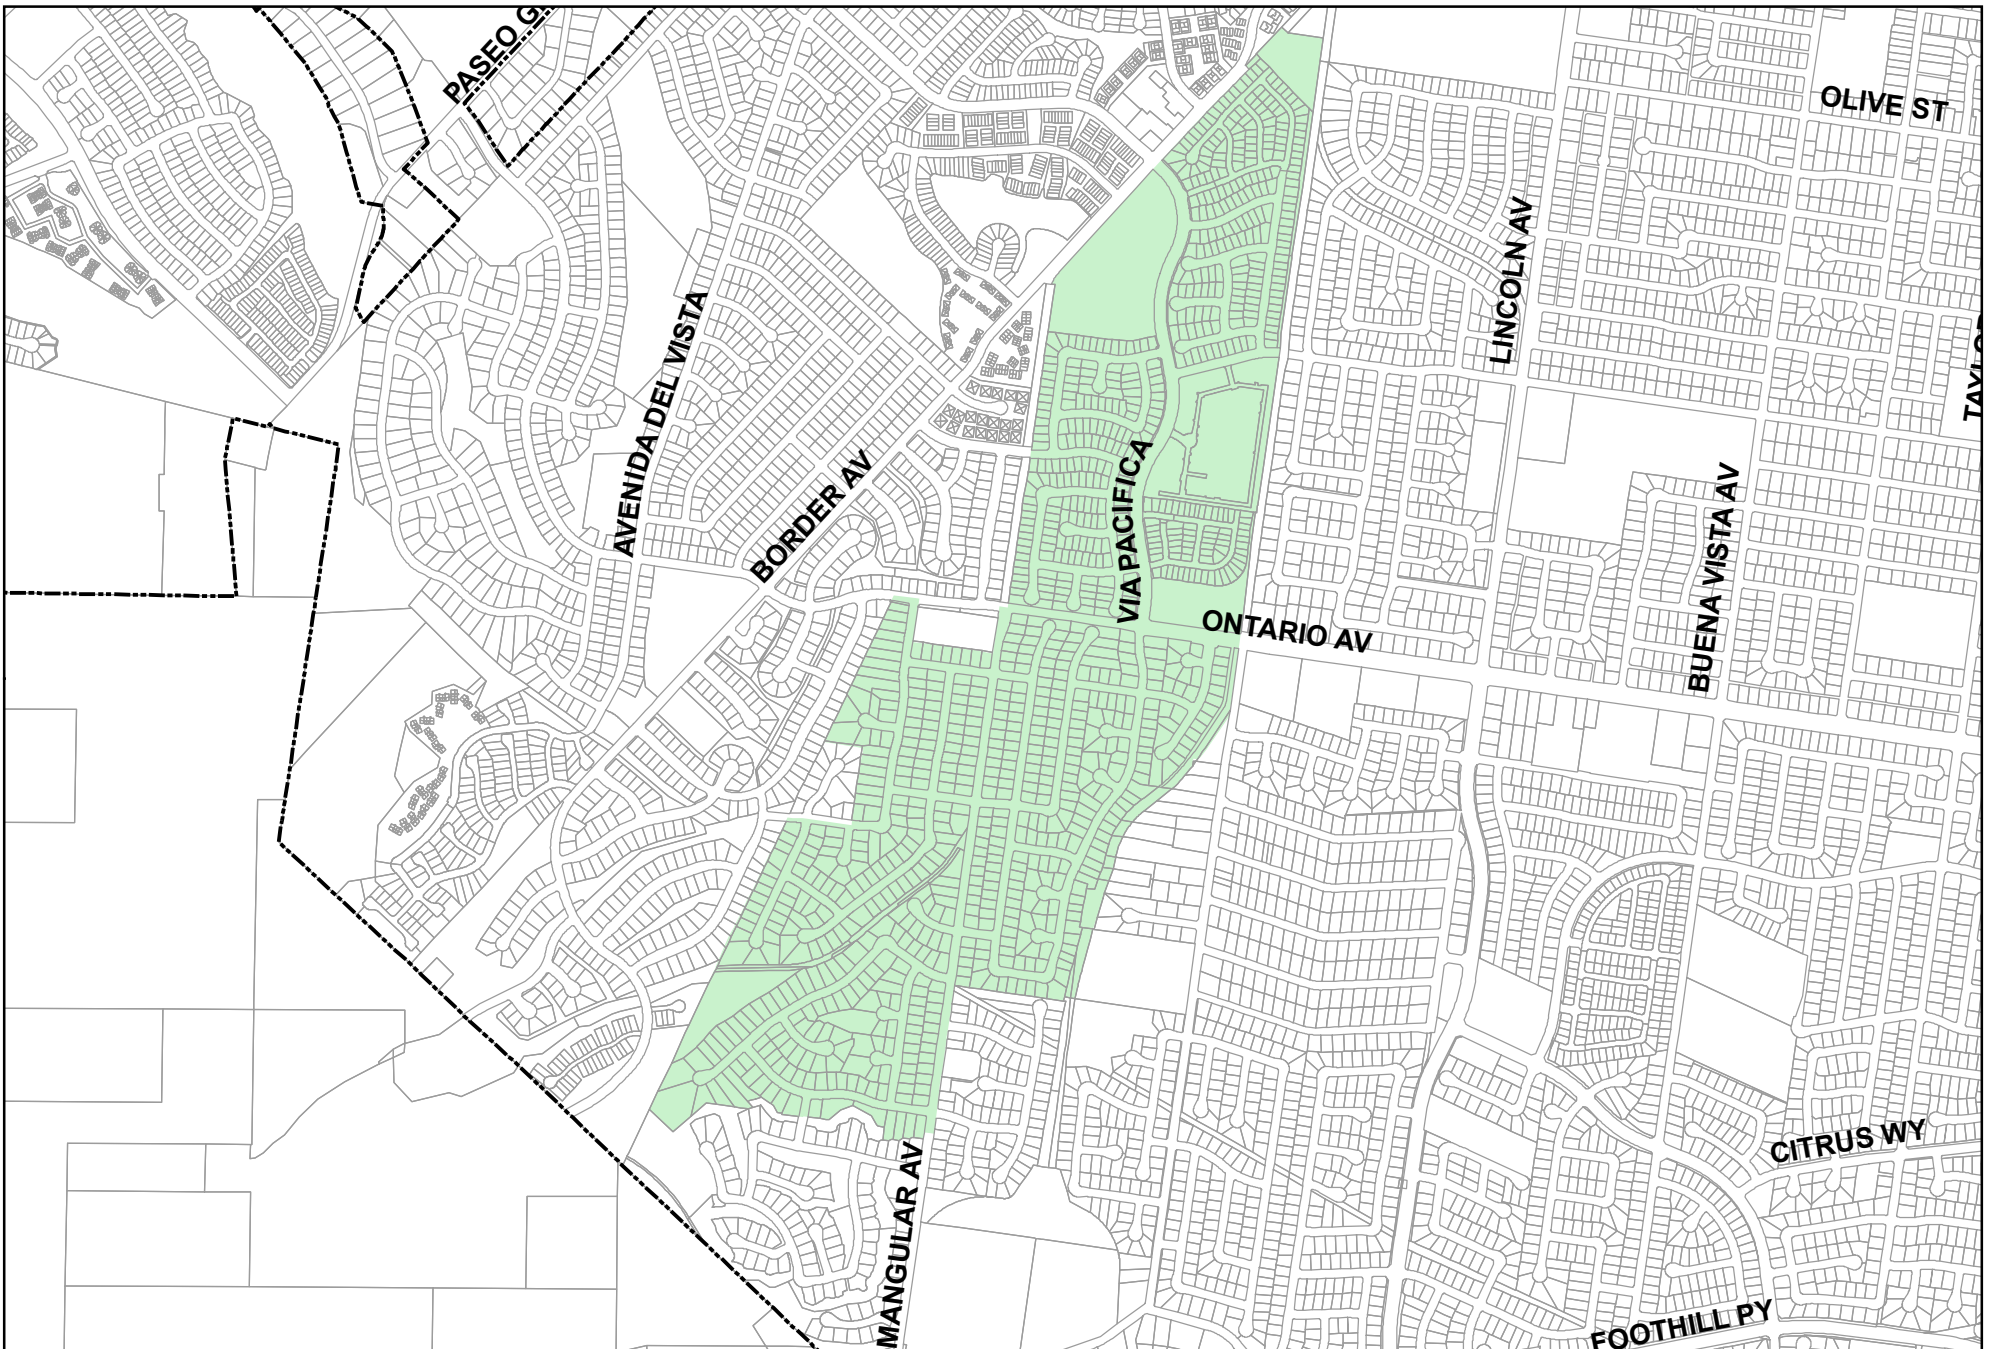 PASEO G
OLIVE ST
LINCOLN AV
AVENIDA DEL VISTA
BORDER AV
VIA PACIFICA
ONTARIO AV
BUENA VISTA AV
CITRUS WY
MANGULAR AV
FOOTHILL PY